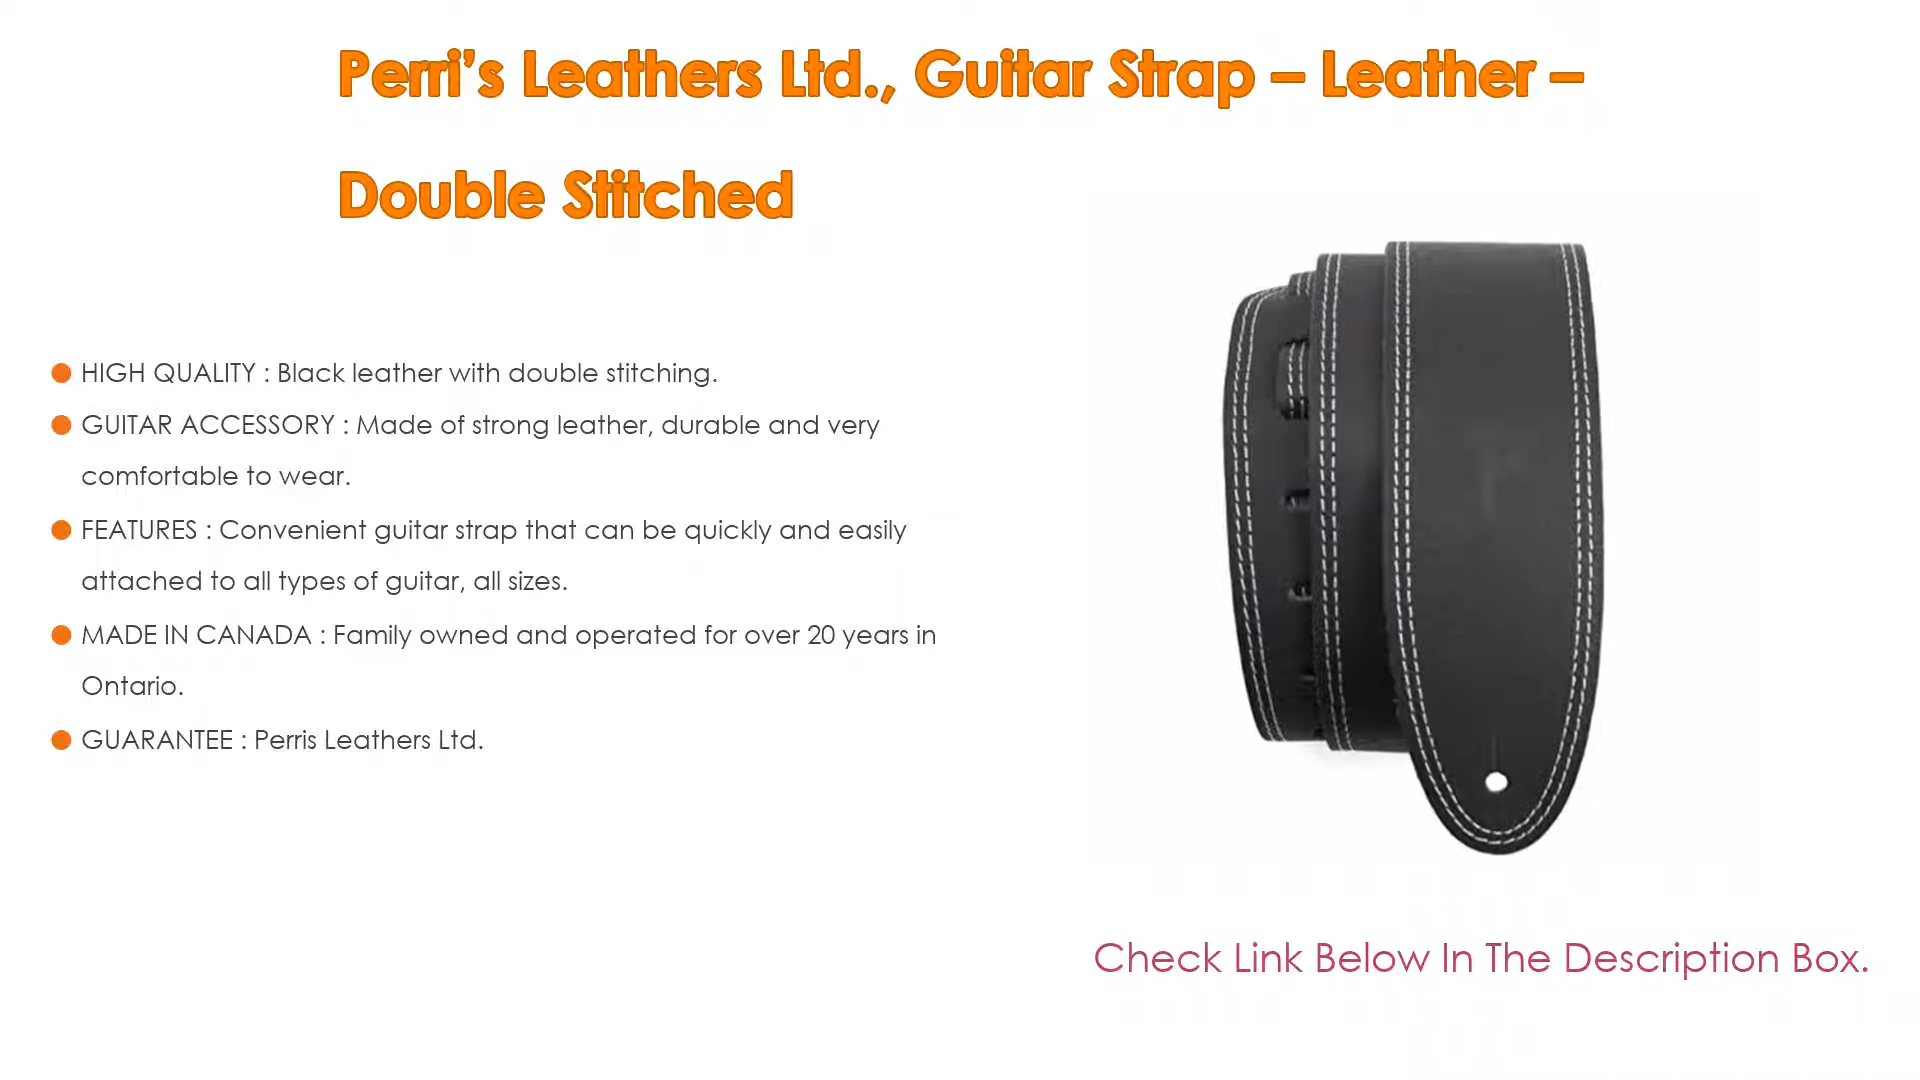 Perri’s Leathers Ltd., Guitar Strap – Leather –
Double Stitched
HIGH QUALITY : Black leather with double stitching.
GUITAR ACCESSORY : Made of strong leather, durable and very
comfortable to wear.
FEATURES : Convenient guitar strap that can be quickly and easily
attached to all types of guitar, all sizes.
MADE IN CANADA : Family owned and operated for over 20 years in
Ontario.
GUARANTEE : Perris Leathers Ltd.
Check Link Below In The Description Box.